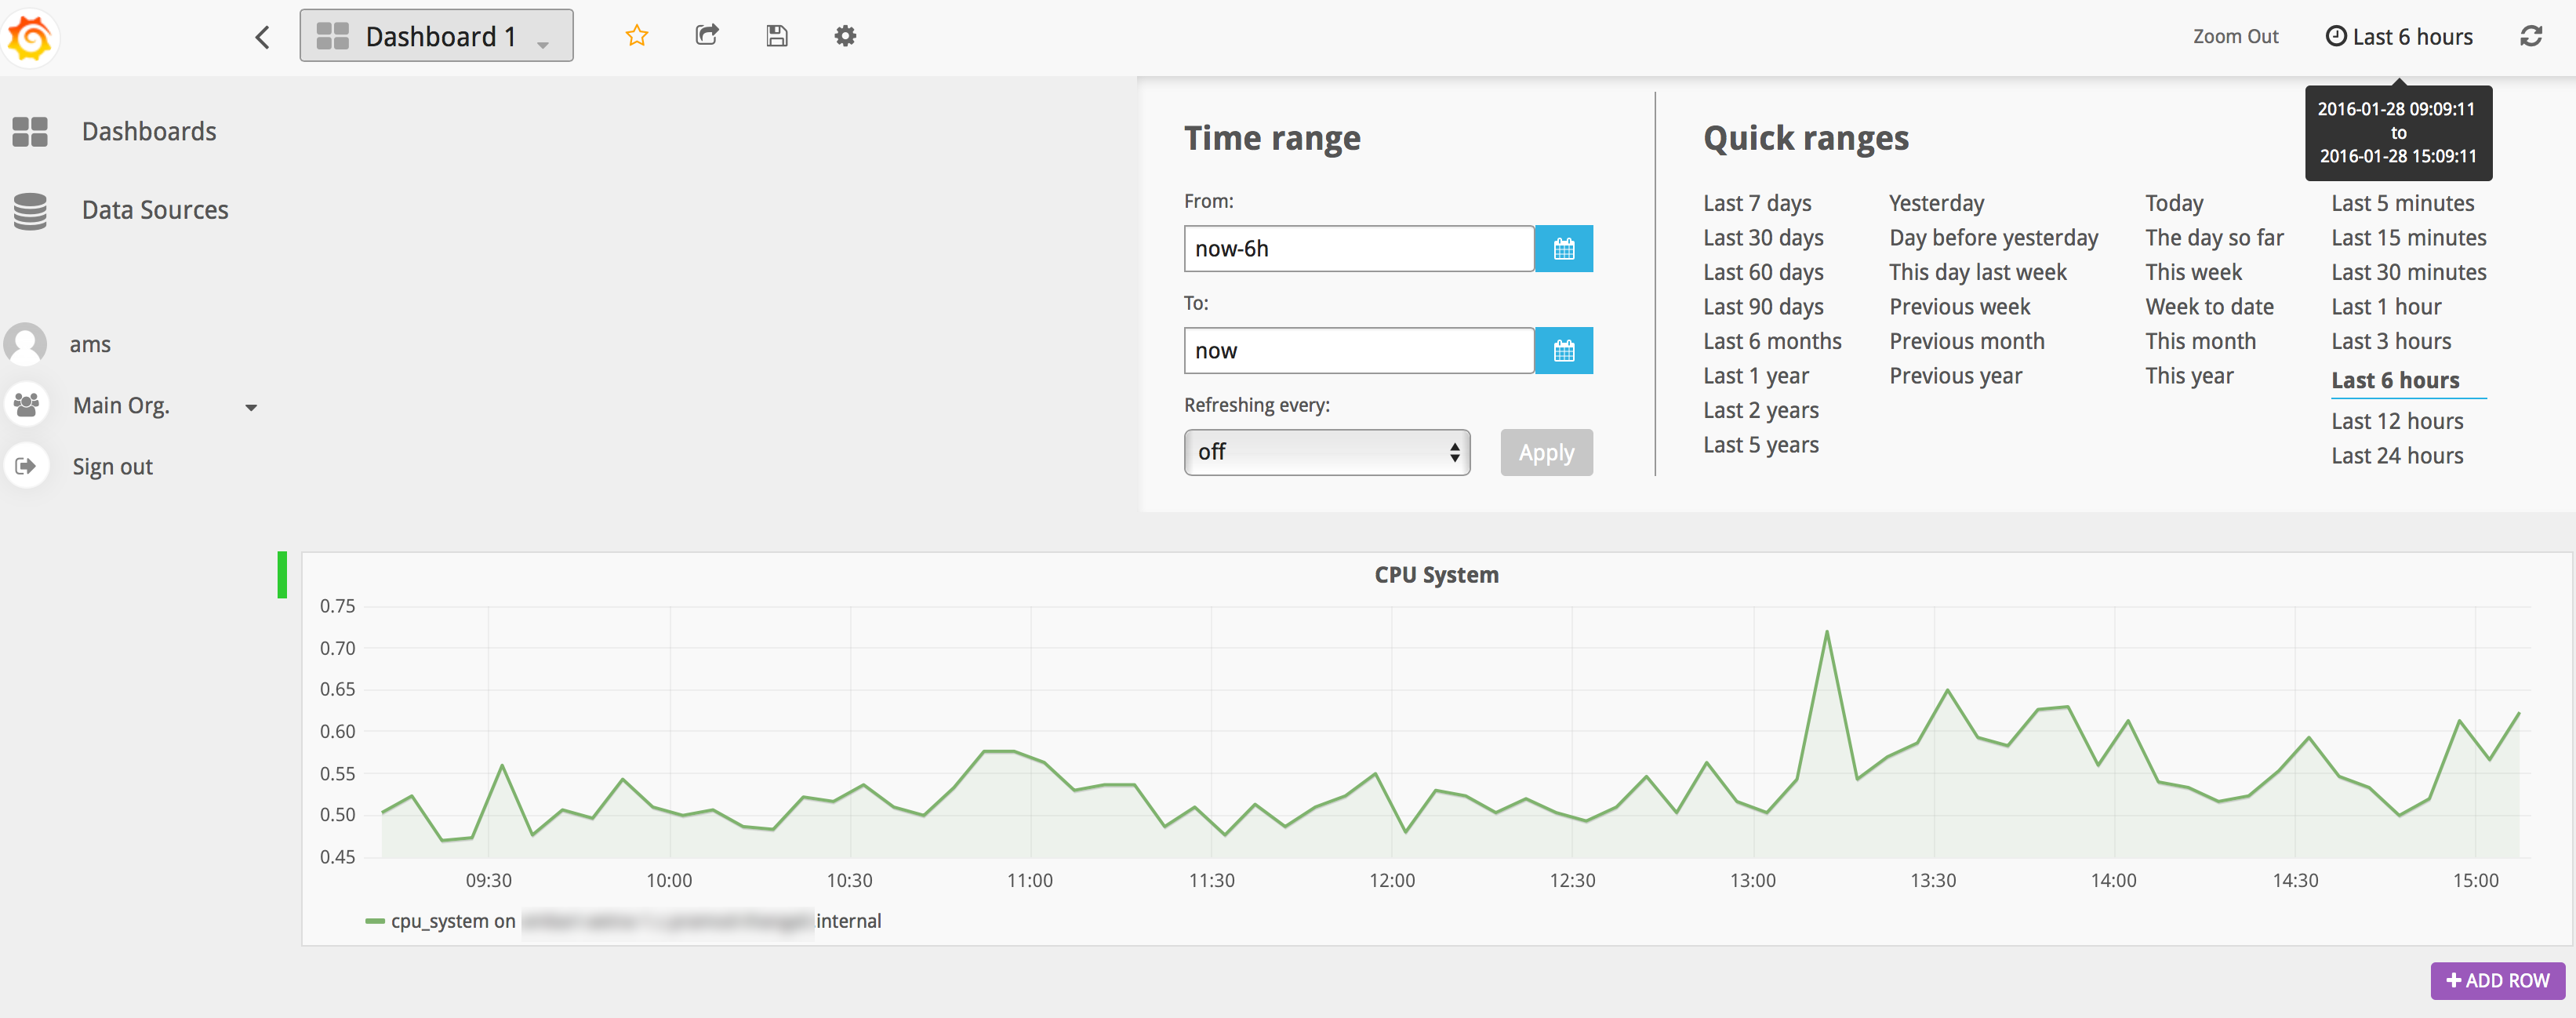 Dashboard 1
Zoom Out
Last 6 hours
2016-01-28 09:09:11
to
2016-01-28 15:09:11
Dashboards
Data Sources
ams
Main Org.
Sign out
Time range
From:
now-6h
To:
now
Refreshing every:
off
Apply
Quick ranges
Last 7 days
Last 30 days
Last 60 days
Last 90 days
Last 6 months
Last 1 year
Last 2 years
Last 5 years
Yesterday
Day before yesterday
This day last week
Previous week
Previous month
Previous year
Today
The day so far
This week
Week to date
This month
This year
Last 5 minutes
Last 15 minutes
Last 30 minutes
Last 1 hour
Last 3 hours
Last 6 hours
Last 12 hours
Last 24 hours
CPU System
0.75
0.70
0.65
0.60
0.55
0.50
0.45
09:30 10:00 10:30 11:00 11:30 12:00 12:30 13:00 13:30 14:00 14:30 15:00
cpu_system on internal
ADD ROW